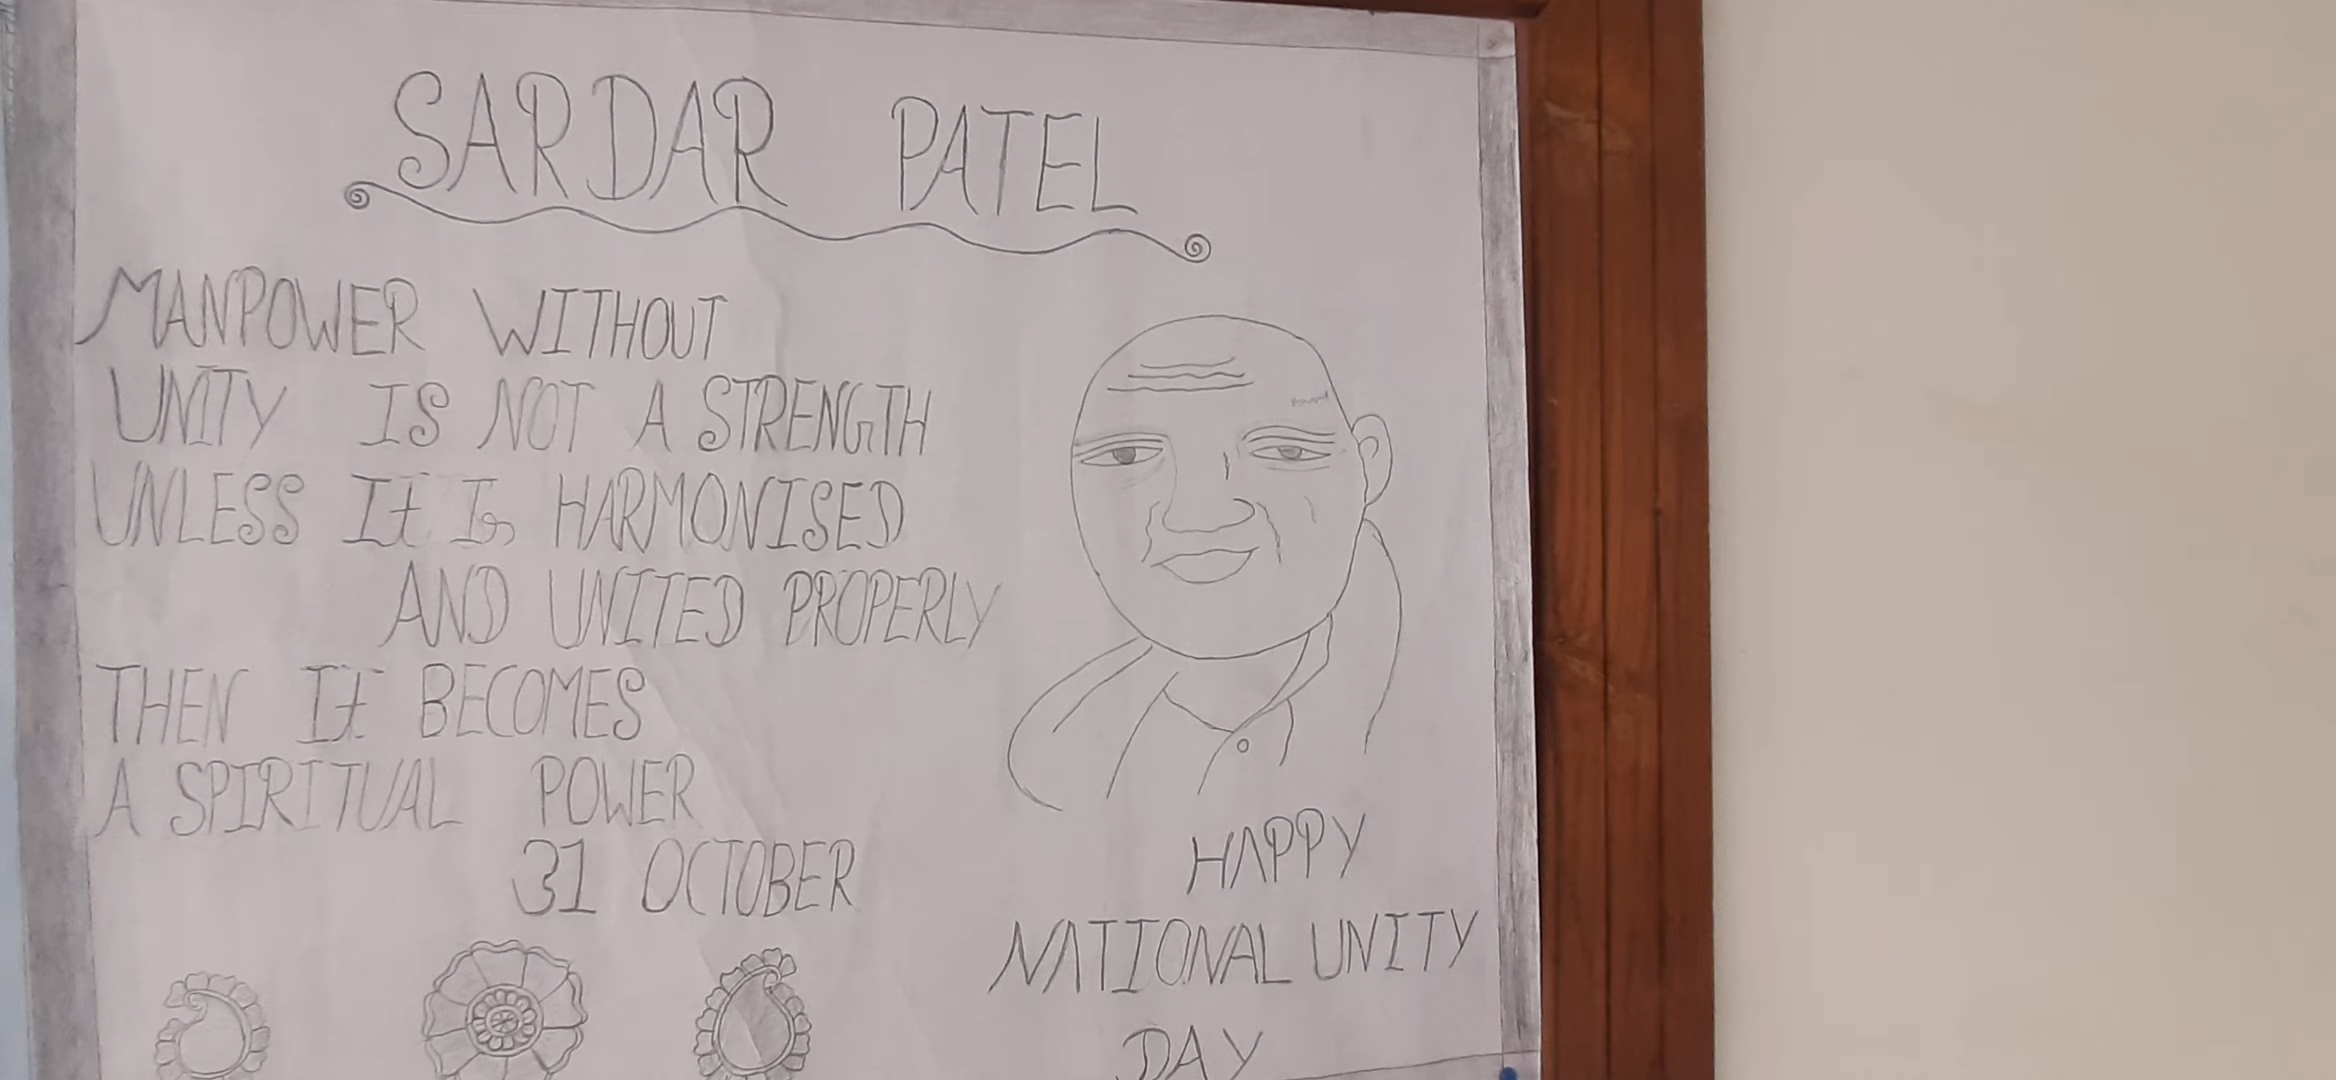 SARDAR PATEL
MANPOWER WITHOUT
UNITY IS NOT A STRENGTH
UNLESS It Is HARMONISED
AND UNITED PROPERLY
THEN It BECOMES
A SPIRITUAL POWER
31 OCTOBER
HAPPY
NATIONAL UNITY
DAY